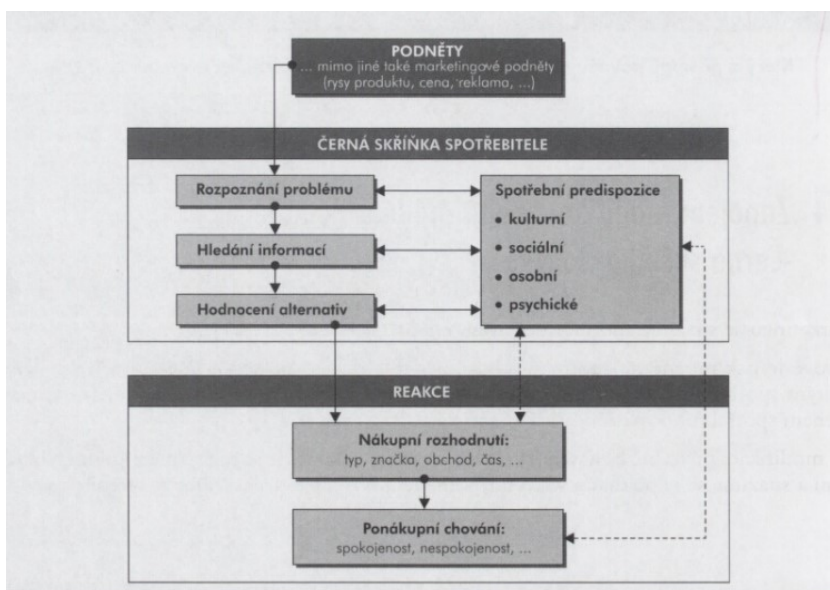 PODNĚTY
... mimo jiné také marketingové podněty
(rysy produktu, cena, reklama, ...)
ČERNÁ SKŘÍŇKA SPOTŘEBITELE
Rozpoznání problému
Hledání informací
Hodnocení alternativ
Spotřební predispozice
• kulturní
• sociální
• osobní
• psychické
REAKCE
Nákupní rozhodnutí:
typ, značka, obchod, čas, ...
Ponákupní chování:
spokojenost, nespokojenost, ...